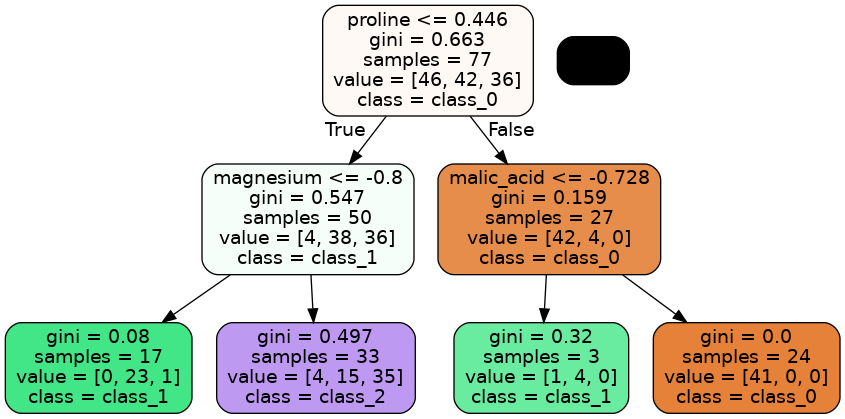 proline <= 0.446
gini = 0.663
samples = 77
value = [46, 42, 36]
class = class_0
True
False
magnesium <= -0.8
gini = 0.547
samples = 50
value = [4, 38, 36]
class = class_1
malic_acid <= -0.728
gini = 0.159
samples = 27
value = [42, 4, 0]
class = class_0
gini = 0.08
samples = 17
value = [0, 23, 1]
class = class_1
gini = 0.497
samples = 33
value = [4, 15, 35]
class = class_2
gini = 0.32
samples = 3
value = [1, 4, 0]
class = class_1
gini = 0.0
samples = 24
value = [41, 0, 0]
class = class_0